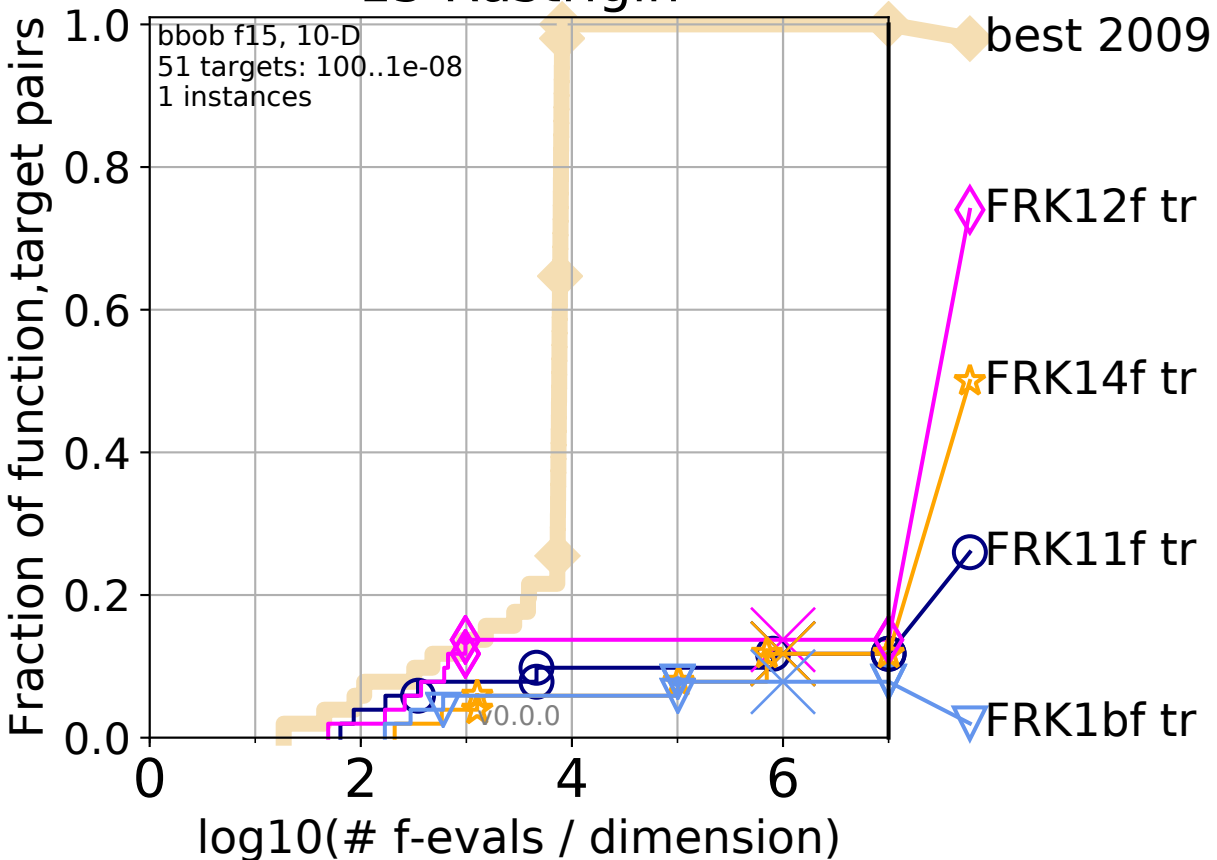 15 Rastrigin
bbob f15, 10-D
51 targets: 100..1e-08
1 instances
Fraction of function,target pairs
1.0
0.8
0.6
0.4
0.2
0.0
0
2
4
6
log10(# f-evals / dimension)
v0.0.0
best 2009
FRK12f tr
FRK14f tr
FRK11f tr
FRK1bf tr